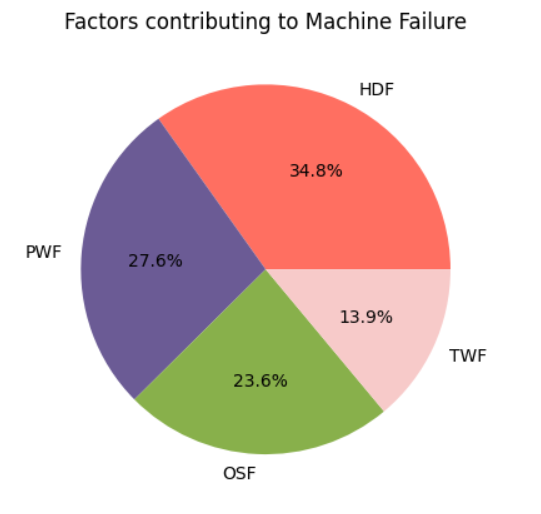 Factors contributing to Machine Failure
HDF
34.8%
PWF
27.6%
13.9%
TWF
23.6%
OSF